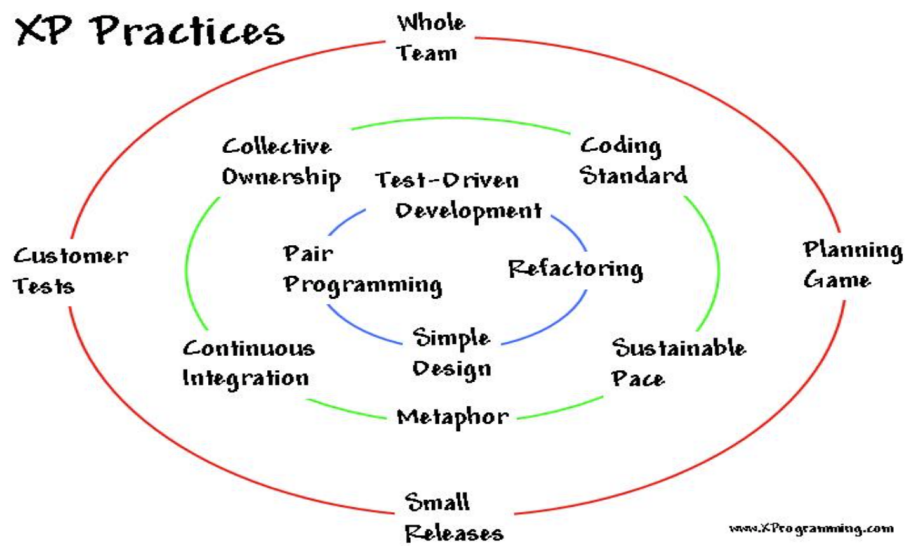 XP Practices
Whole
Team
Collective
Ownership
Coding
Standard
Test-Driven
Development
Customer
Tests
Pair
Programming
Refactoring
Planning
Game
Continuous
Integration
Simple
Design
Sustainable
Pace
Metaphor
Small
Releases
www.XProgramming.com